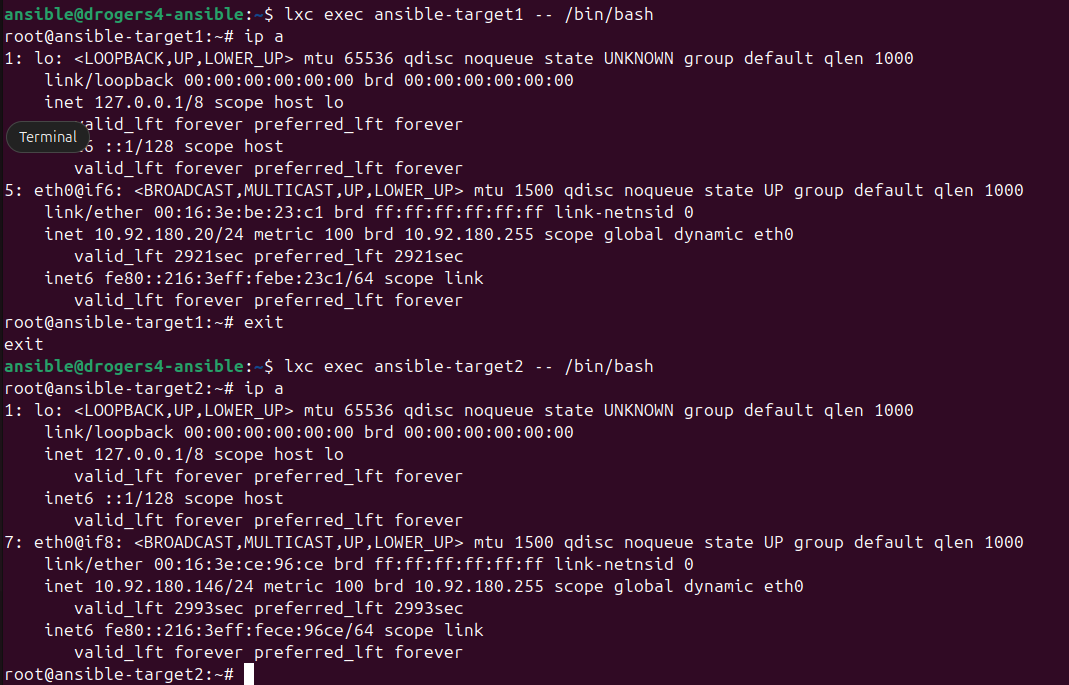 ansible@drogers4-ansible:~$ lxc exec ansible-target1 -- /bin/bash
root@ansible-target1:~# ip a
1: lo: <LOOPBACK,UP,LOWER_UP> mtu 65536 qdisc noqueue state UNKNOWN group default qlen 1000
    link/loopback 00:00:00:00:00:00 brd 00:00:00:00:00:00
    inet 127.0.0.1/8 scope host lo
       valid_lft forever preferred_lft forever
Terminal
6 ::1/128 scope host
       valid_lft forever preferred_lft forever
5: eth0@if6: <BROADCAST,MULTICAST,UP,LOWER_UP> mtu 1500 qdisc noqueue state UP group default qlen 1000
    link/ether 00:16:3e:be:23:c1 brd ff:ff:ff:ff:ff:ff link-netnsid 0
    inet 10.92.180.20/24 metric 100 brd 10.92.180.255 scope global dynamic eth0
       valid_lft 2921sec preferred_lft 2921sec
    inet6 fe80::216:3eff:febe:23c1/64 scope link
       valid_lft forever preferred_lft forever
root@ansible-target1:~# exit
exit
ansible@drogers4-ansible:~$ lxc exec ansible-target2 -- /bin/bash
root@ansible-target2:~# ip a
1: lo: <LOOPBACK,UP,LOWER_UP> mtu 65536 qdisc noqueue state UNKNOWN group default qlen 1000
    link/loopback 00:00:00:00:00:00 brd 00:00:00:00:00:00
    inet 127.0.0.1/8 scope host lo
       valid_lft forever preferred_lft forever
    inet6 ::1/128 scope host
       valid_lft forever preferred_lft forever
7: eth0@if8: <BROADCAST,MULTICAST,UP,LOWER_UP> mtu 1500 qdisc noqueue state UP group default qlen 1000
    link/ether 00:16:3e:ce:96:ce brd ff:ff:ff:ff:ff:ff link-netnsid 0
    inet 10.92.180.146/24 metric 100 brd 10.92.180.255 scope global dynamic eth0
       valid_lft 2993sec preferred_lft 2993sec
    inet6 fe80::216:3eff:fece:96ce/64 scope link
       valid_lft forever preferred_lft forever
root@ansible-target2:~#